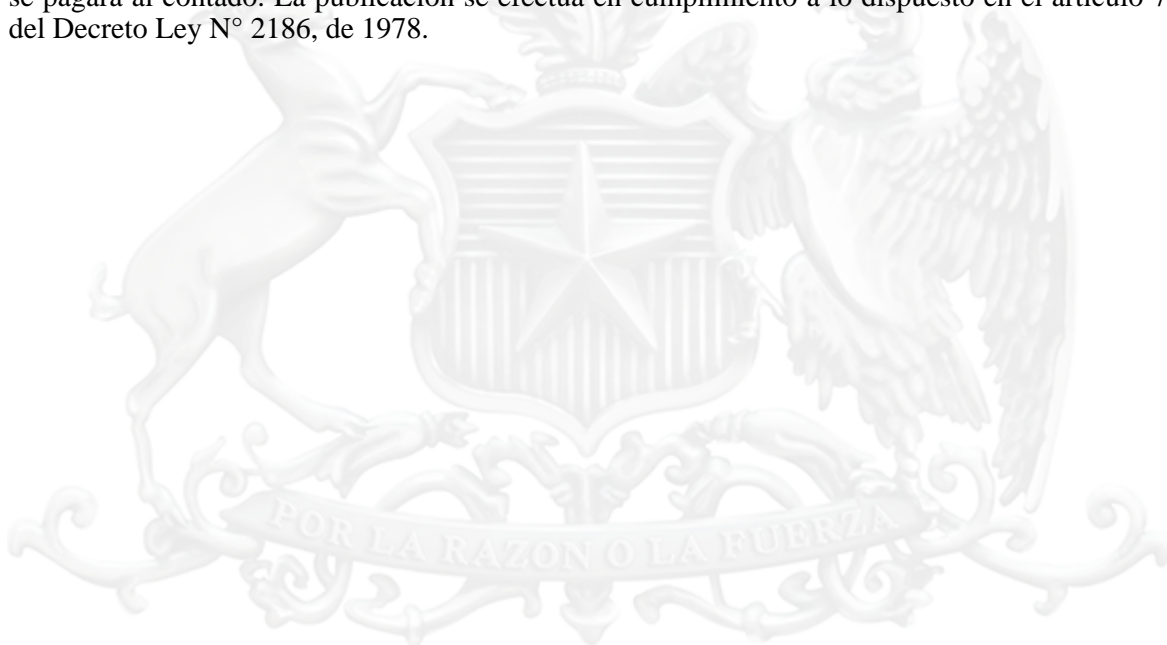 se pagará al contado. La publicación se efectúa en cumplimiento a lo dispuesto en el artículo 7
del Decreto Ley N° 2186, de 1978.
POR LA RAZON O LA FUERZA